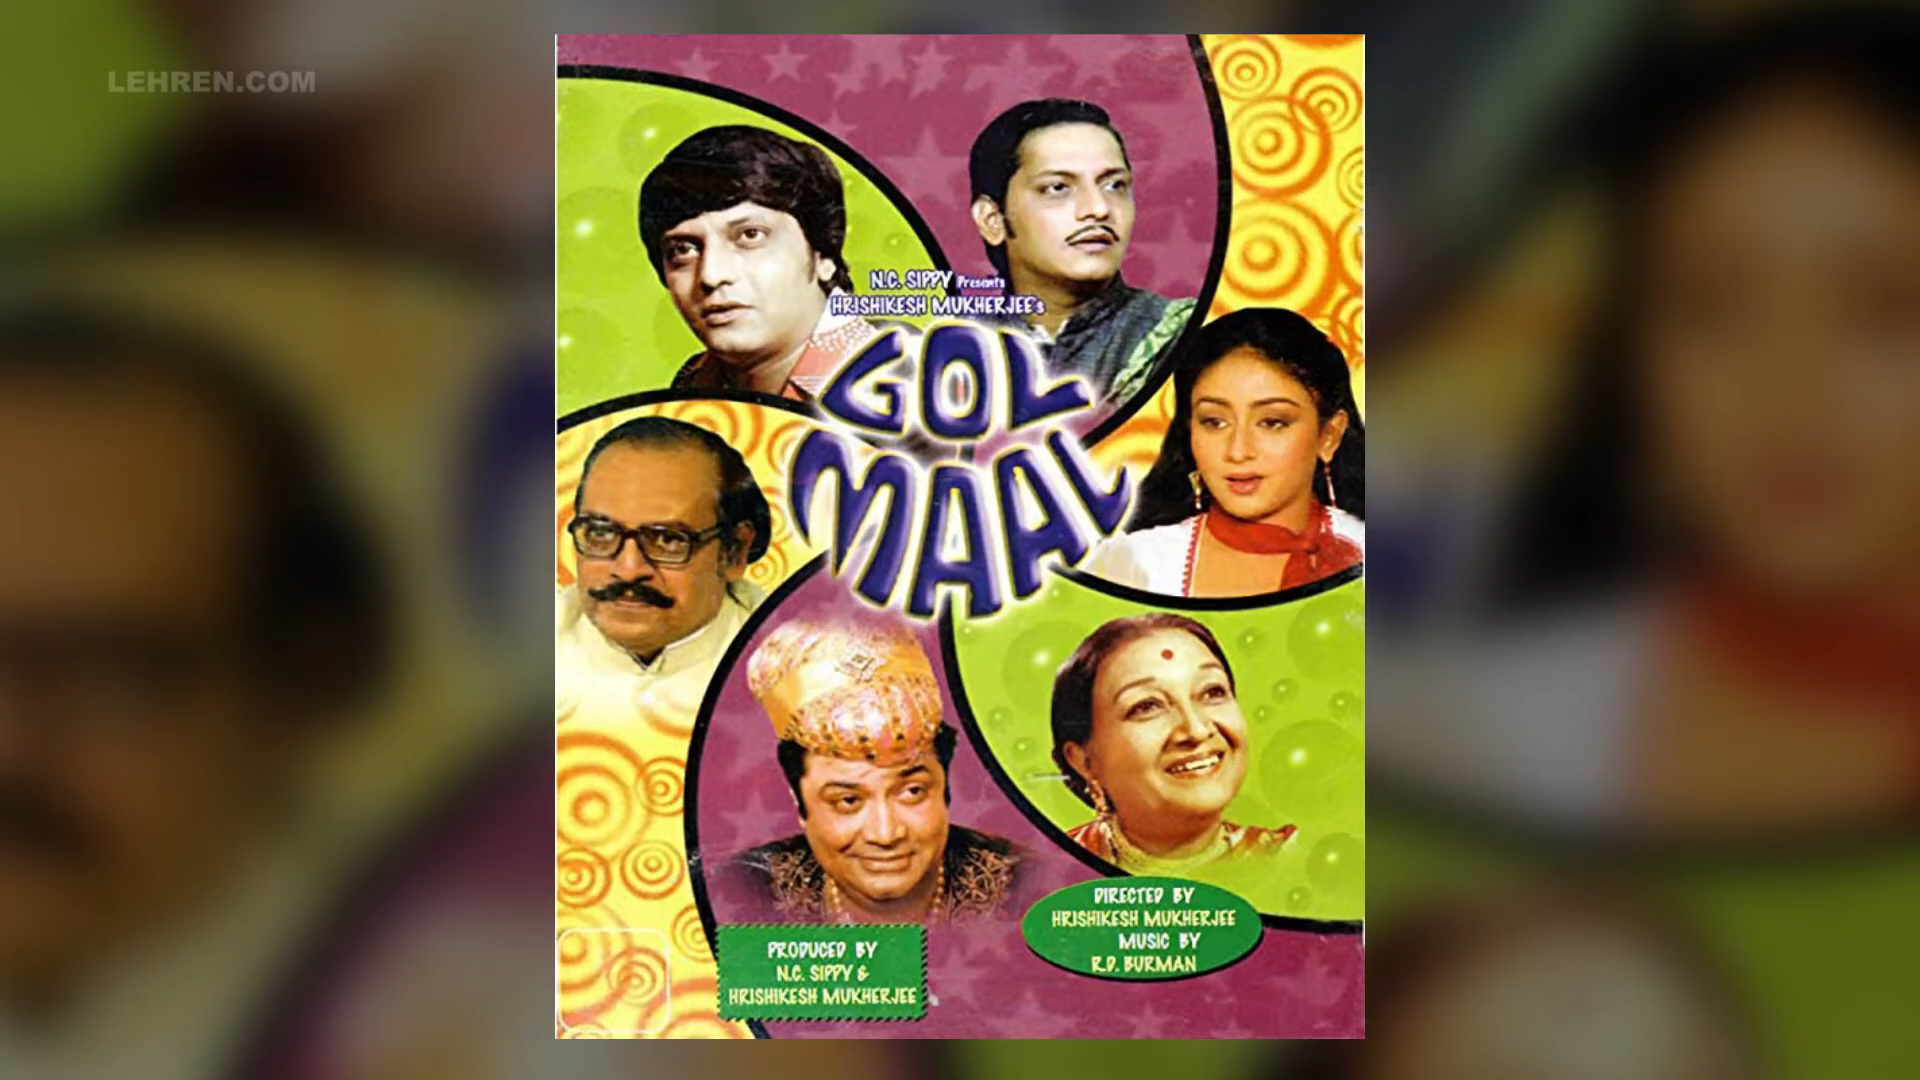 LEHREN.COM
N.C. SIPPY Presents
HRISHIKESH MUKHERJEE's
GOL
MAAL
DIRECTED BY
HRISHIKESH MUKHERJEE
MUSIC BY
R.D. BURMAN
PRODUCED BY
N.C. SIPPY &
HRISHIKESH MUKHERJEE